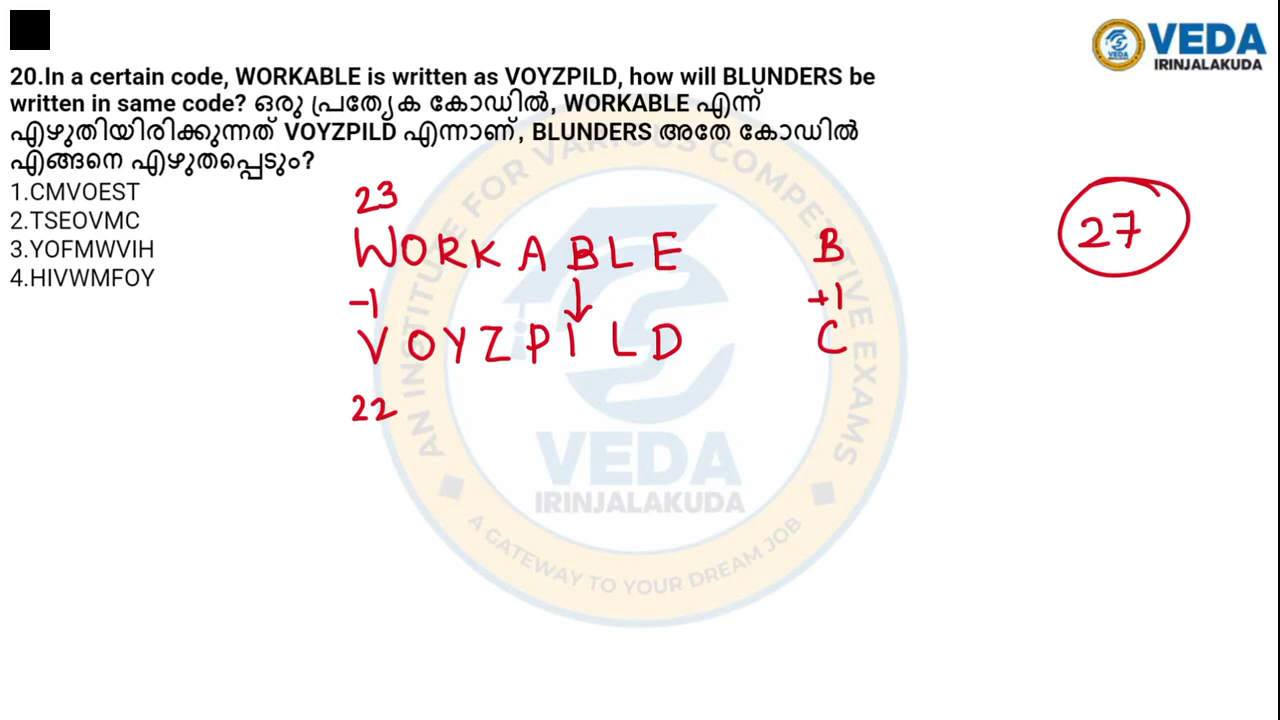 VEDA
IRINJALAKUDA
20.In a certain code, WORKABLE is written as VOYZPILD, how will BLUNDERS be
written in same code? ഒരു പ്രത്യേക കോഡിൽ, WORKABLE എന്ന്
എഴുതിയിരിക്കുന്നത് VOYZPILD എന്നാണ്, BLUNDERS അതേ കോഡിൽ
എങ്ങനെ എഴുതപ്പെടും?
1.CMVOEST
2.TSEOVMC
3.YOFMWVIH
4.HIVWMFOY
23
WORKABLE B
27
-1 +1
VOYZPILD C
22
AN INSTITUTE FOR VARIOUS COMPETITIVE EXAMS
VEDA
IRINJALAKUDA
A GATEWAY TO YOUR DREAM JOB